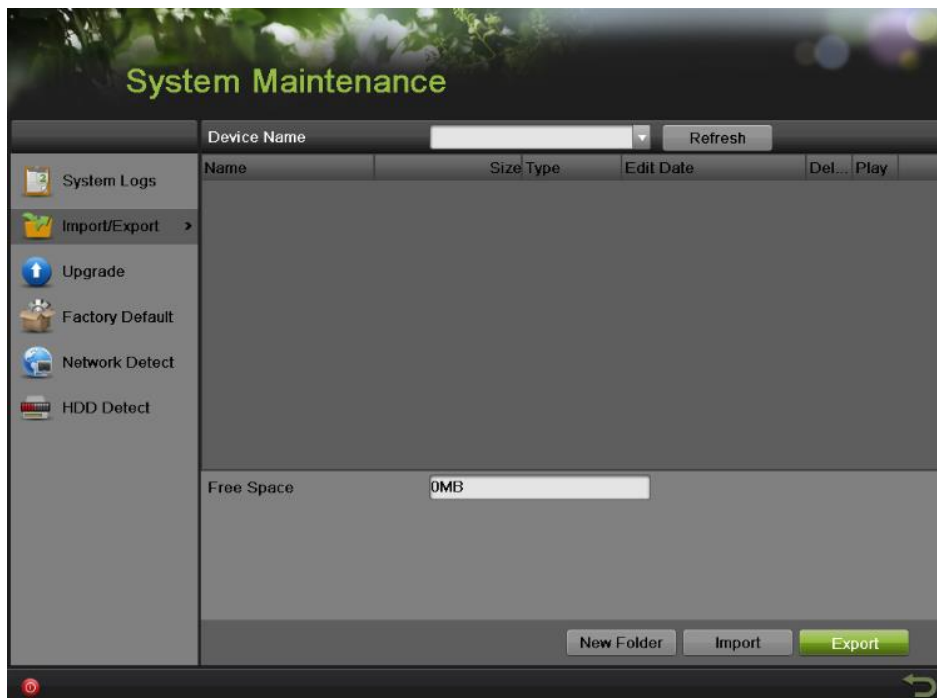 System Maintenance
Device Name Refresh
Name Size Type Edit Date Del... Play
System Logs
Import/Export >
Upgrade
Factory Default
Network Detect
HDD Detect
Free Space 0MB
New Folder Import Export